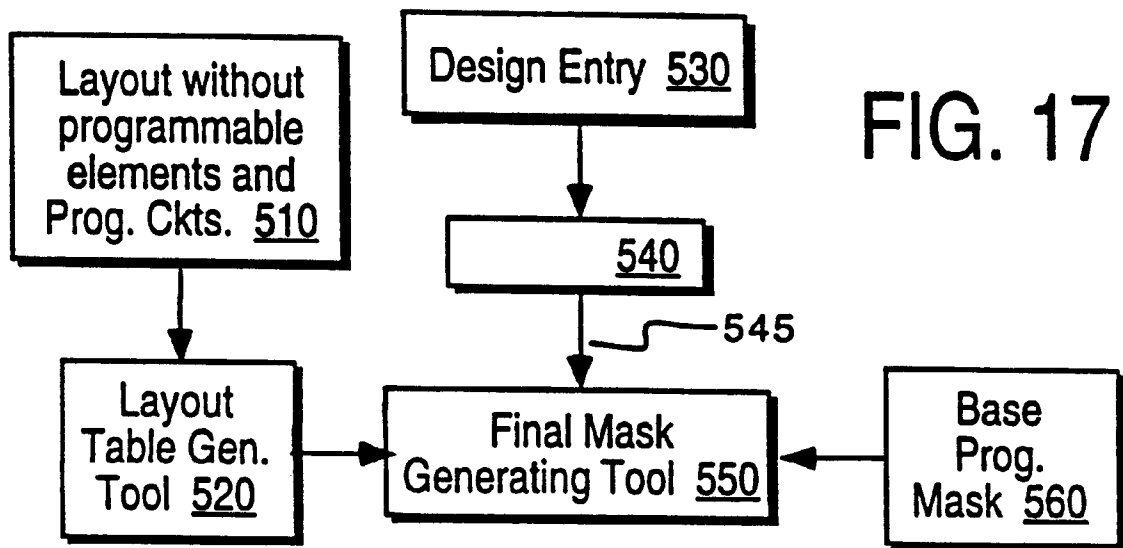 Layout without
programmable
elements and
Prog. Ckts. 510
Design Entry 530
FIG. 17
540
545
Layout
Table Gen.
Tool 520
Final Mask
Generating Tool 550
Base
Prog.
Mask 560